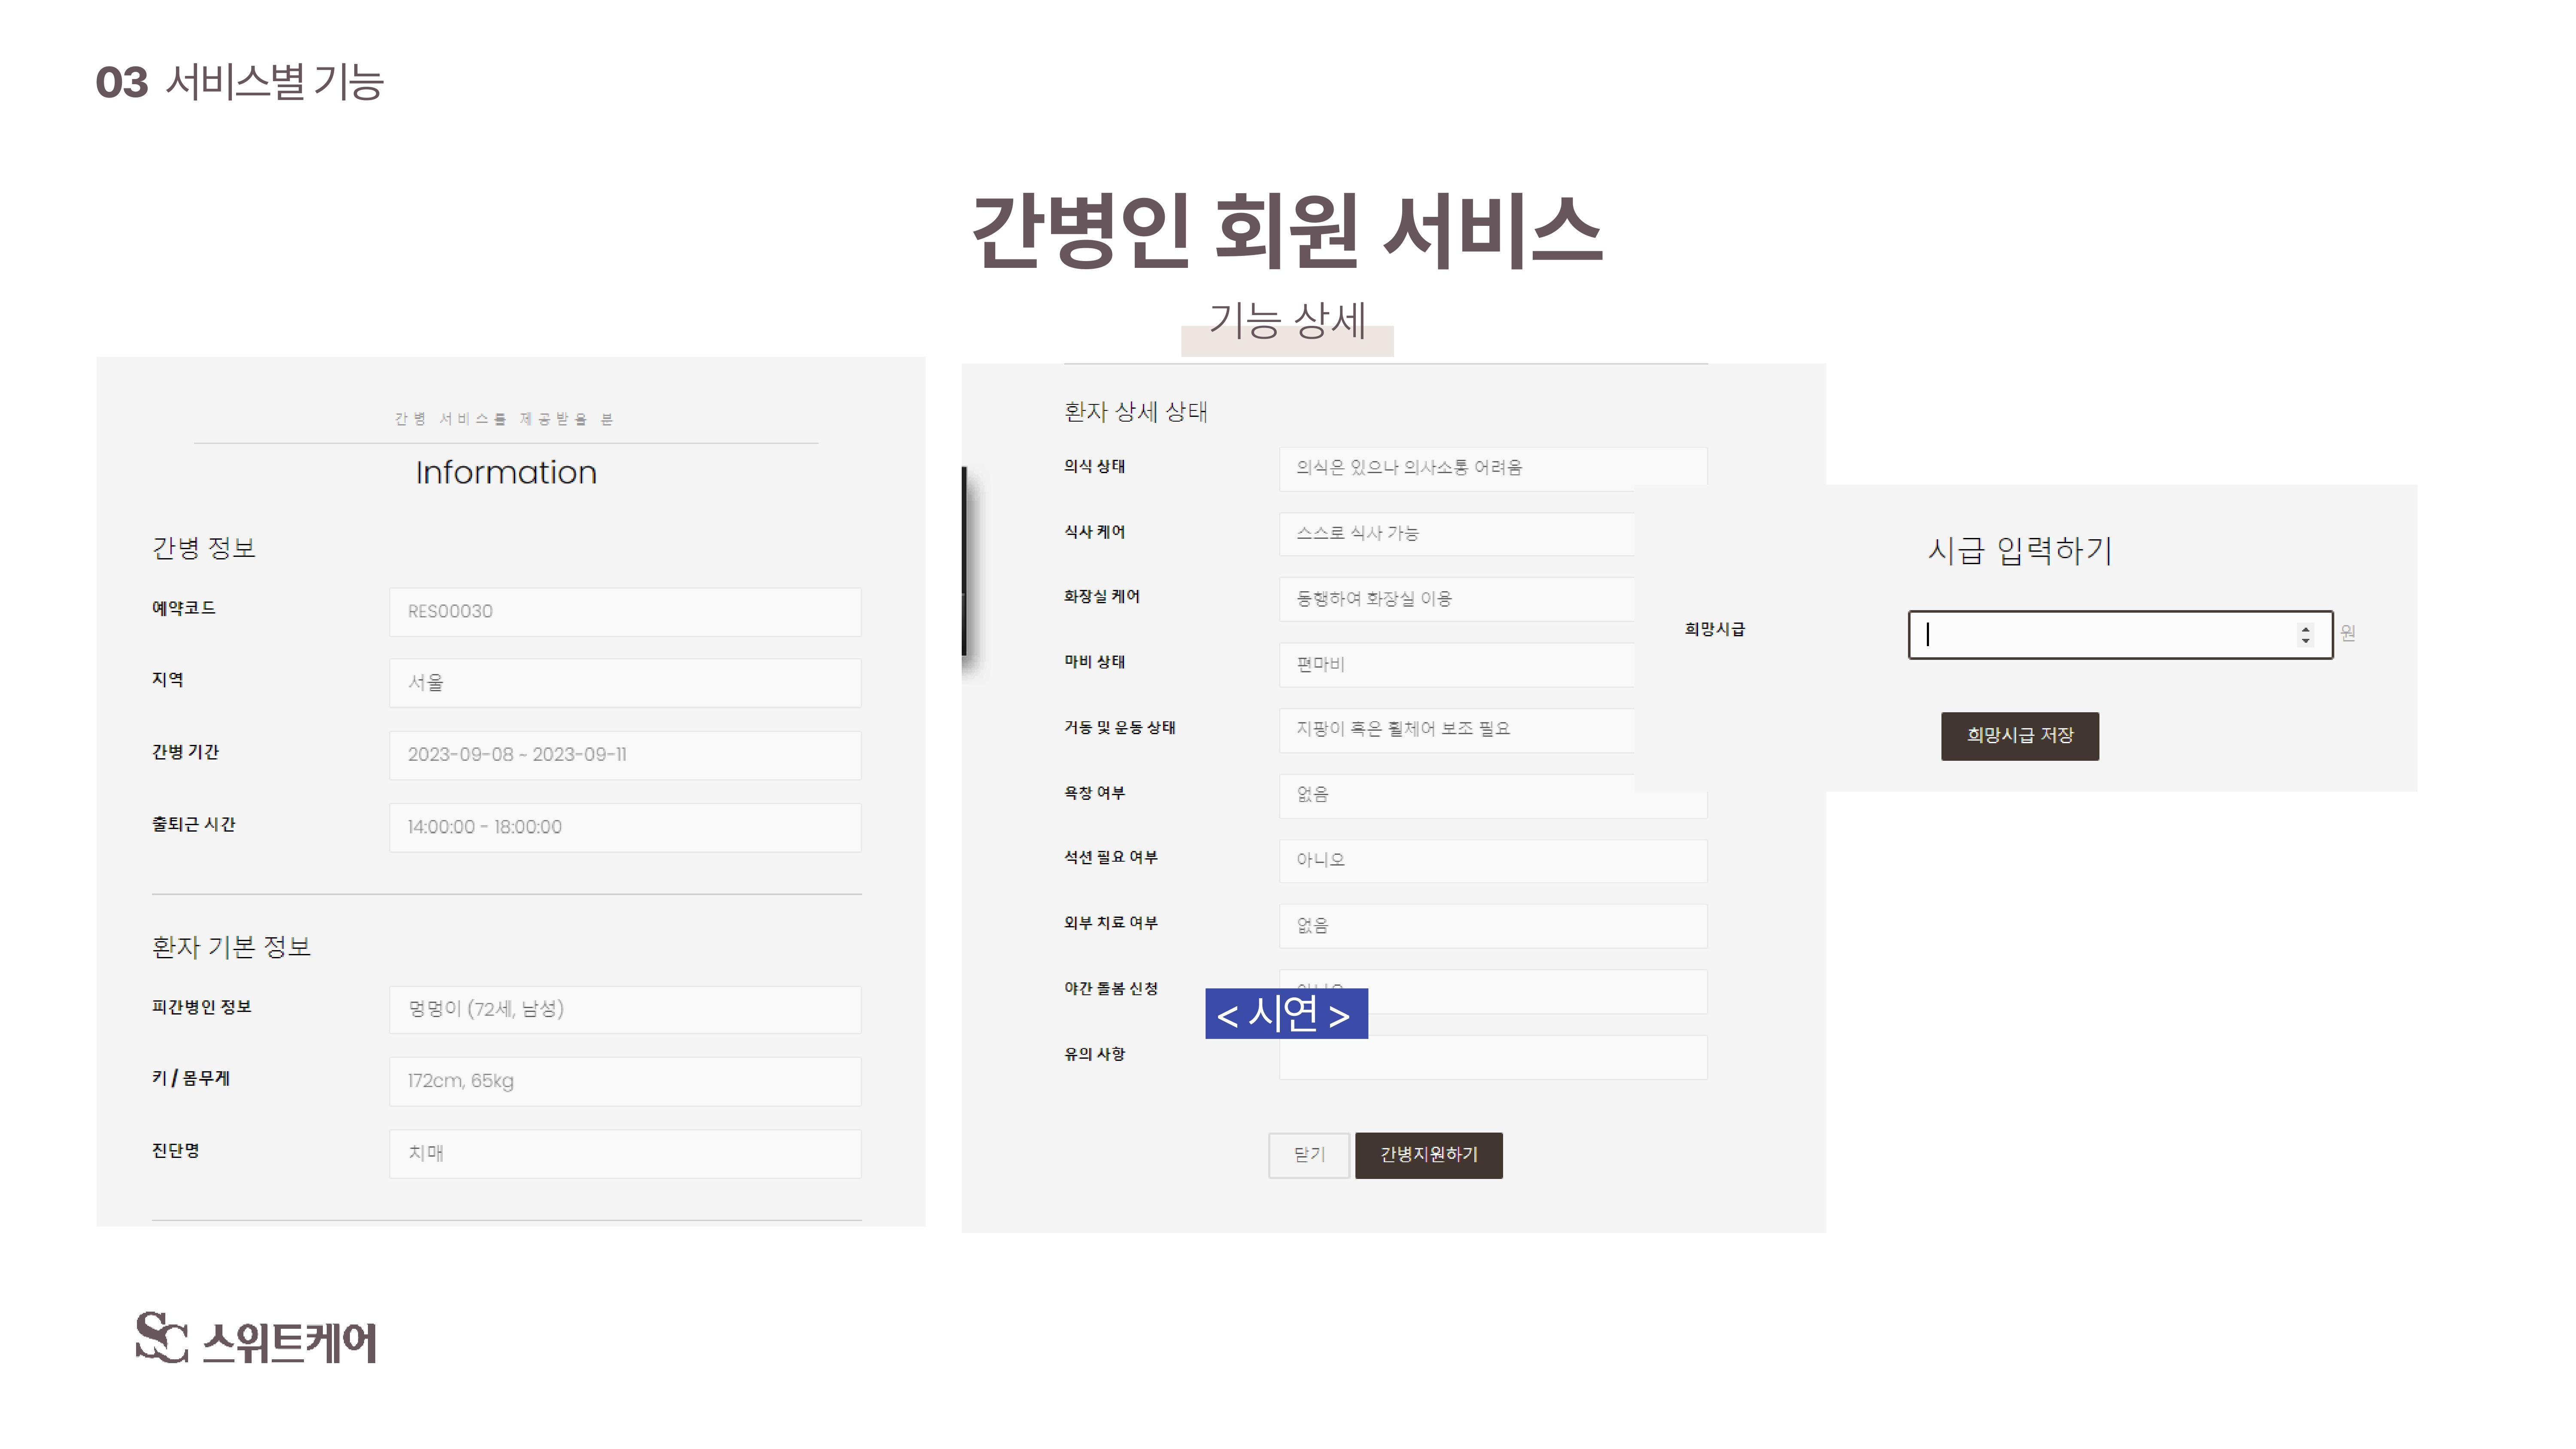 03 서비스별 기능
간병인 회원 서비스
기능 상세
간병 서비스를 제공받을 분
Information
간병 정보
예약코드 RES00030
지역 서울
간병 기간 2023-09-08 ~ 2023-09-11
출퇴근 시간 14:00:00 - 18:00:00
환자 기본 정보
피간병인 정보 멍멍이 (72세, 남성)
키 / 몸무게 172cm, 65kg
진단명 치매
환자 상세 상태
의식 상태 의식은 있으나 의사소통 어려움
식사 케어 스스로 식사 가능
화장실 케어 동행하여 화장실 이용
마비 상태 편마비
거동 및 운동 상태 지팡이 혹은 휠체어 보조 필요
욕창 여부 없음
석션 필요 여부 아니오
외부 치료 여부 없음
야간 돌봄 신청
< 시연 >
유의 사항
닫기 간병지원하기
시급 입력하기
희망시급 원
희망시급 저장
SC 스위트케어